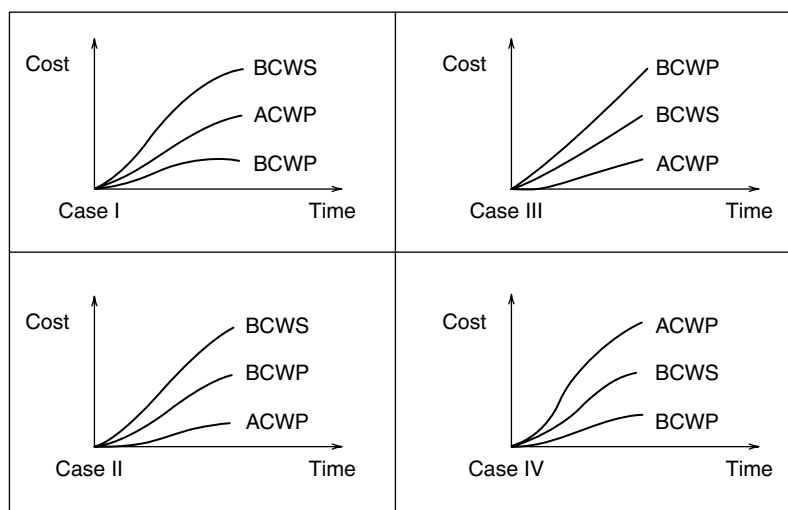 Cost
BCWS
ACWP
BCWP
Case I
Time
Cost
BCWP
BCWS
ACWP
Case III
Time
Cost
BCWS
BCWP
ACWP
Case II
Time
Cost
ACWP
BCWS
BCWP
Case IV
Time